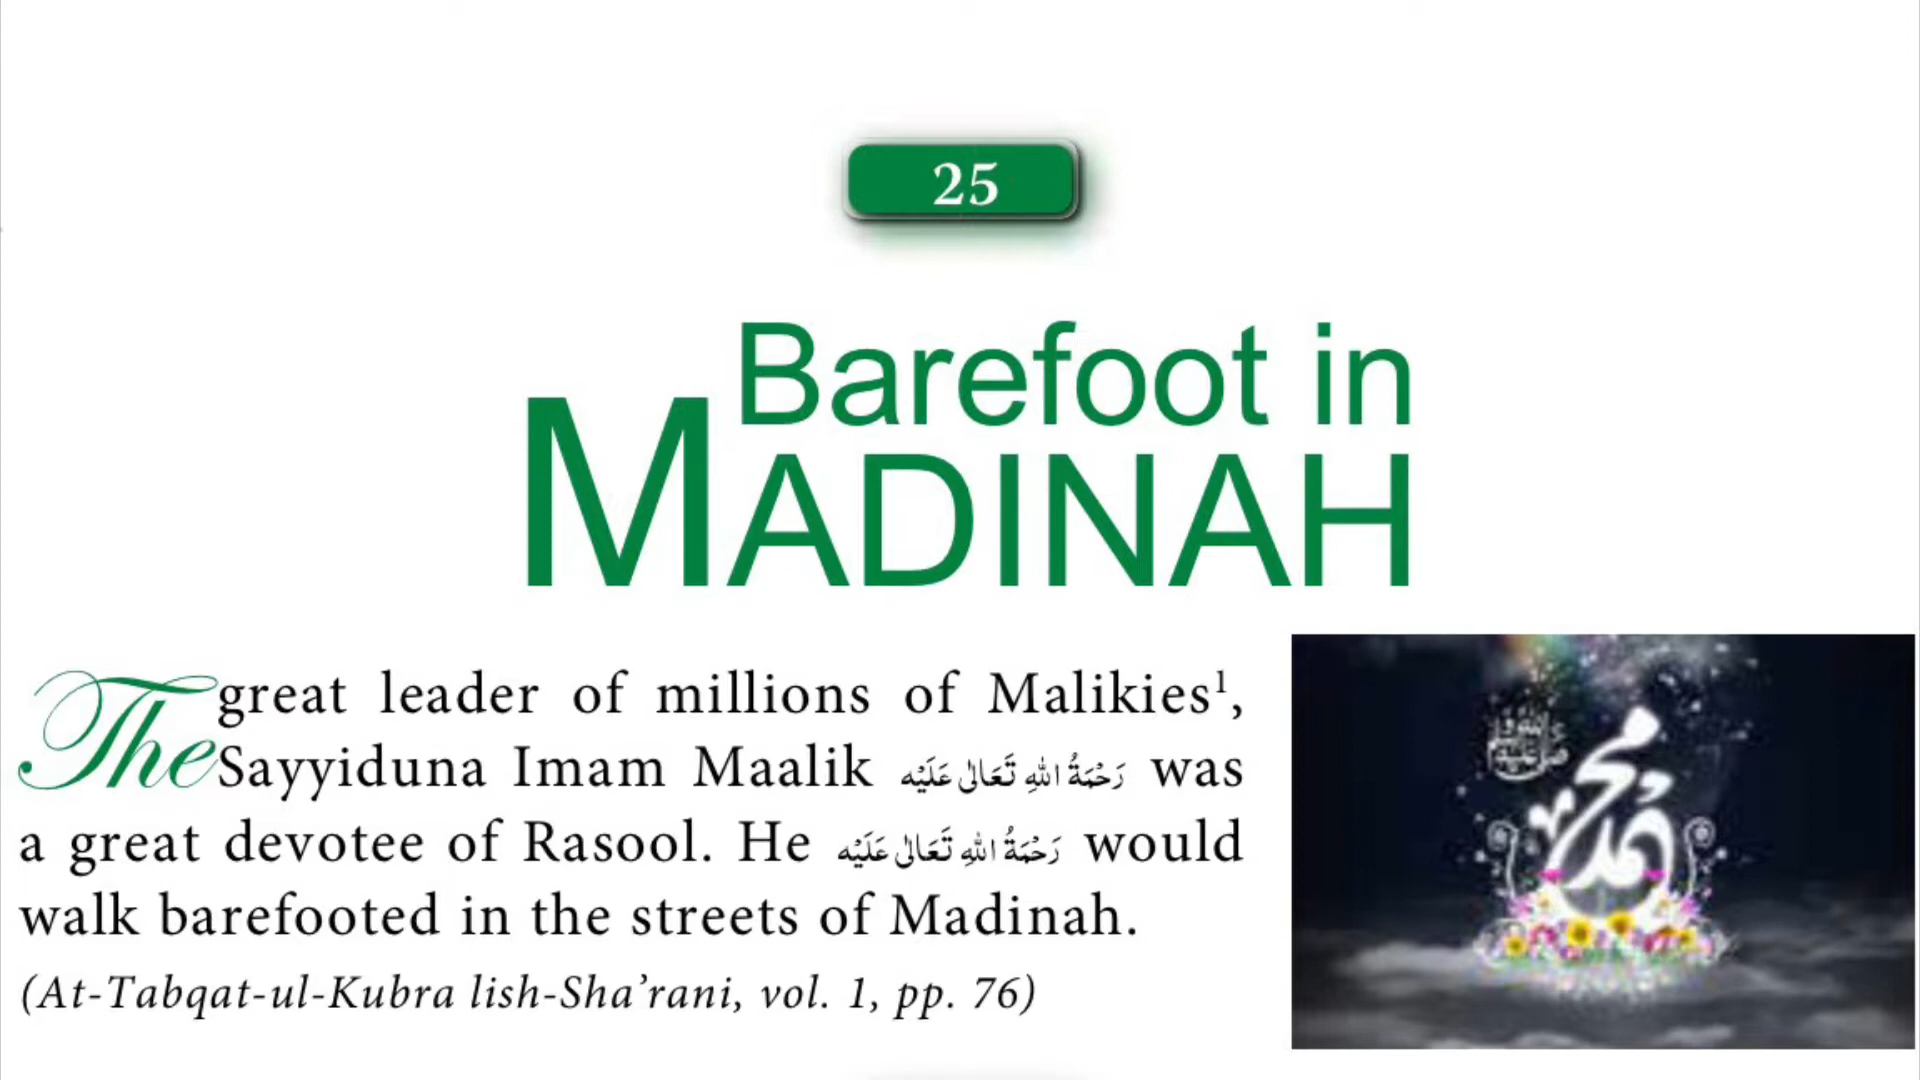 25
Barefoot in
MADINAH
The great leader of millions of Malikies¹,
Sayyiduna Imam Maalik رَحْمَةُ اللهِ تَعَالٰی عَلَيْه was
a great devotee of Rasool. He رَحْمَةُ اللهِ تَعَالٰی عَلَيْه would
walk barefooted in the streets of Madinah.
(At-Tabqat-ul-Kubra lish-Sha’rani, vol. 1, pp. 76)
محمد